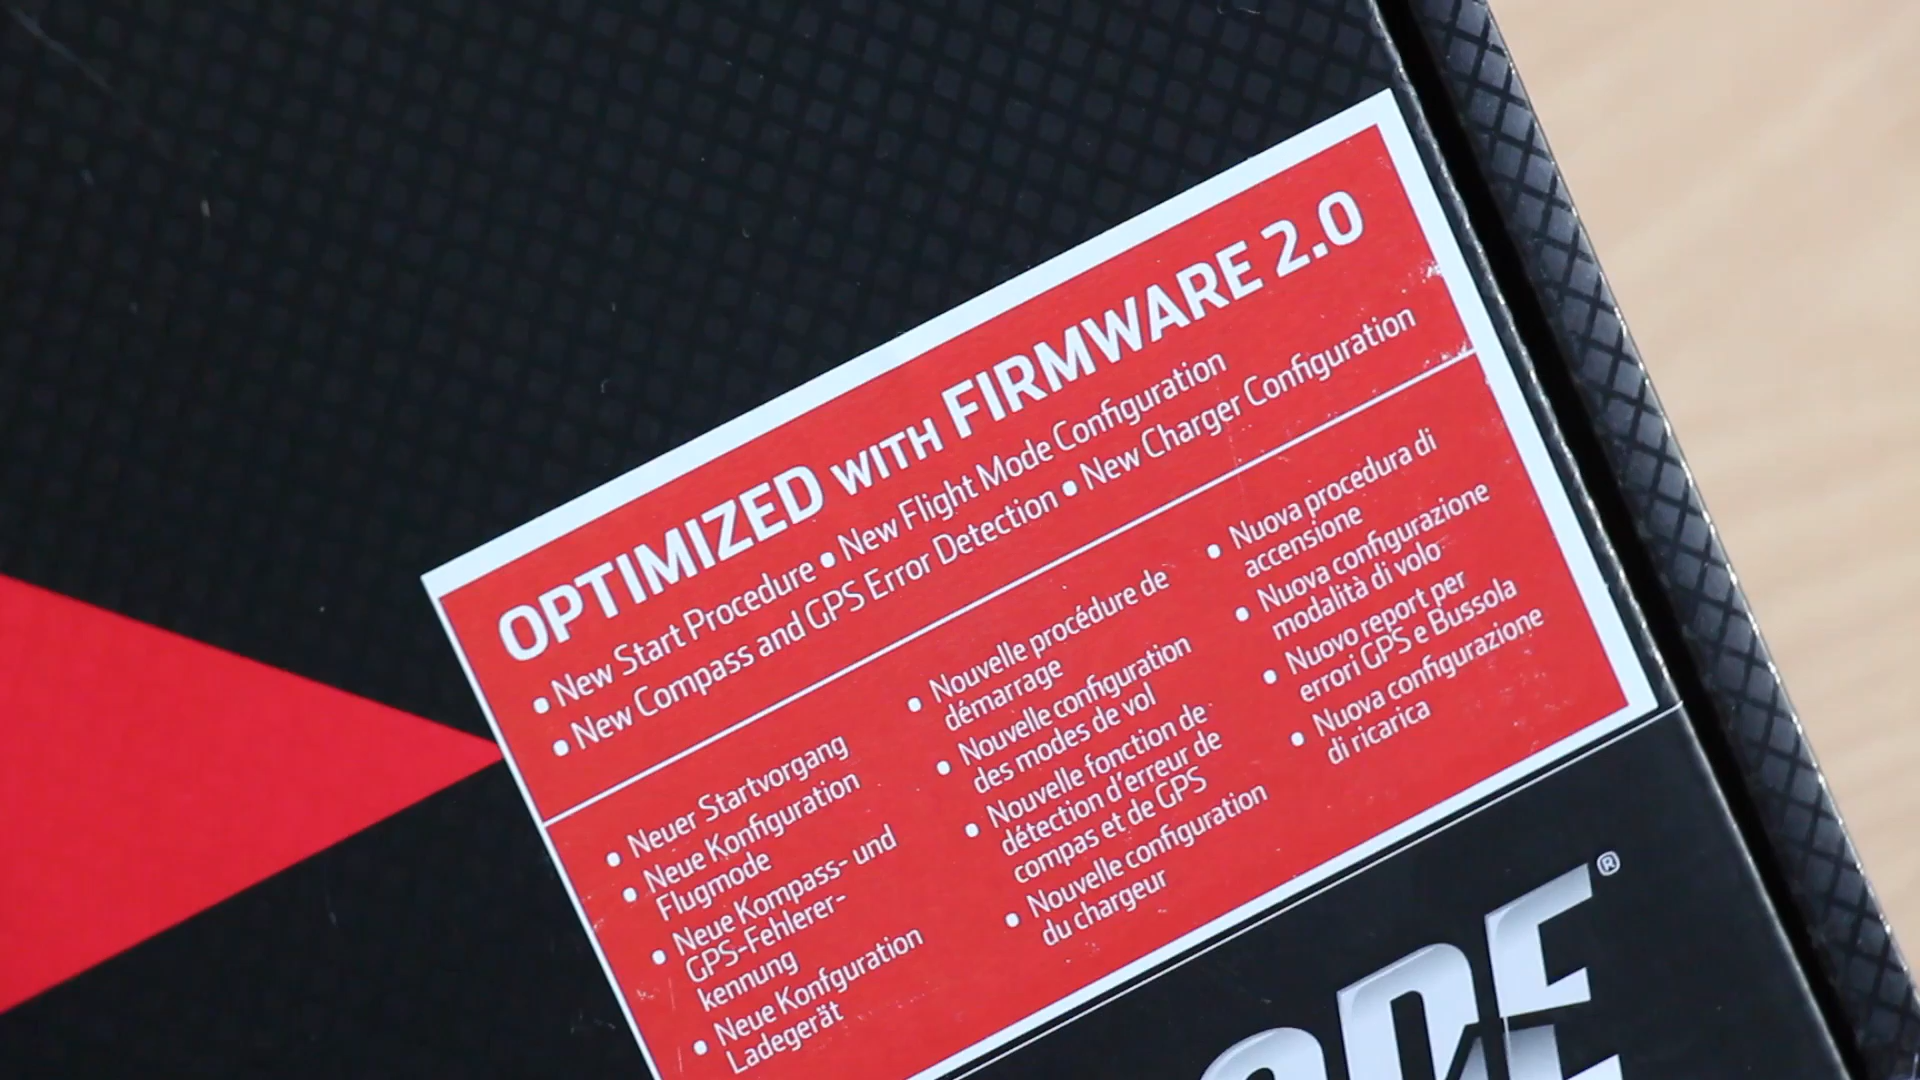 OPTIMIZED WITH FIRMWARE 2.0
• New Start Procedure • New Flight Mode Configuration
• New Compass and GPS Error Detection • New Charger Configuration
• Neuer Startvorgang
• Neue Konfiguration
Flugmode
• Neue Kompass- und
GPS-Fehlerer-
kennung
• Neue Konfguration
Ladegerät
• Nouvelle procédure de
démarrage
• Nouvelle configuration
des modes de vol
• Nouvelle fonction de
détection d'erreur de
compas et de GPS
• Nouvelle configuration
du chargeur
• Nuova procedura di
accensione
• Nuova configurazione
modalità di volo
• Nuovo report per
errori GPS e Bussola
• Nuova configurazione
di ricarica
®